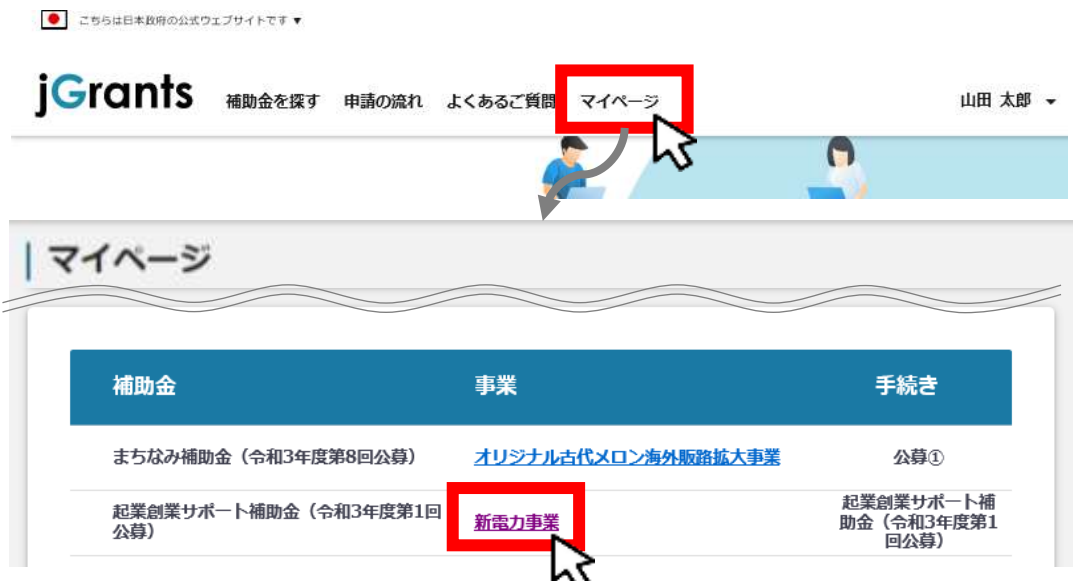 こちらは日本政府の公式ウェブサイトです ▼
jGrants 補助金を探す 申請の流れ よくあるご質問 マイページ 山田 太郎
マイページ
補助金 事業 手続き
まちなみ補助金（令和3年度第8回公募） オリジナル古代メロン海外販路拡大事業 公募①
起業創業サポート補助金（令和3年度第1回
公募）
新電力事業
起業創業サポート補
助金（令和3年度第1
回公募）